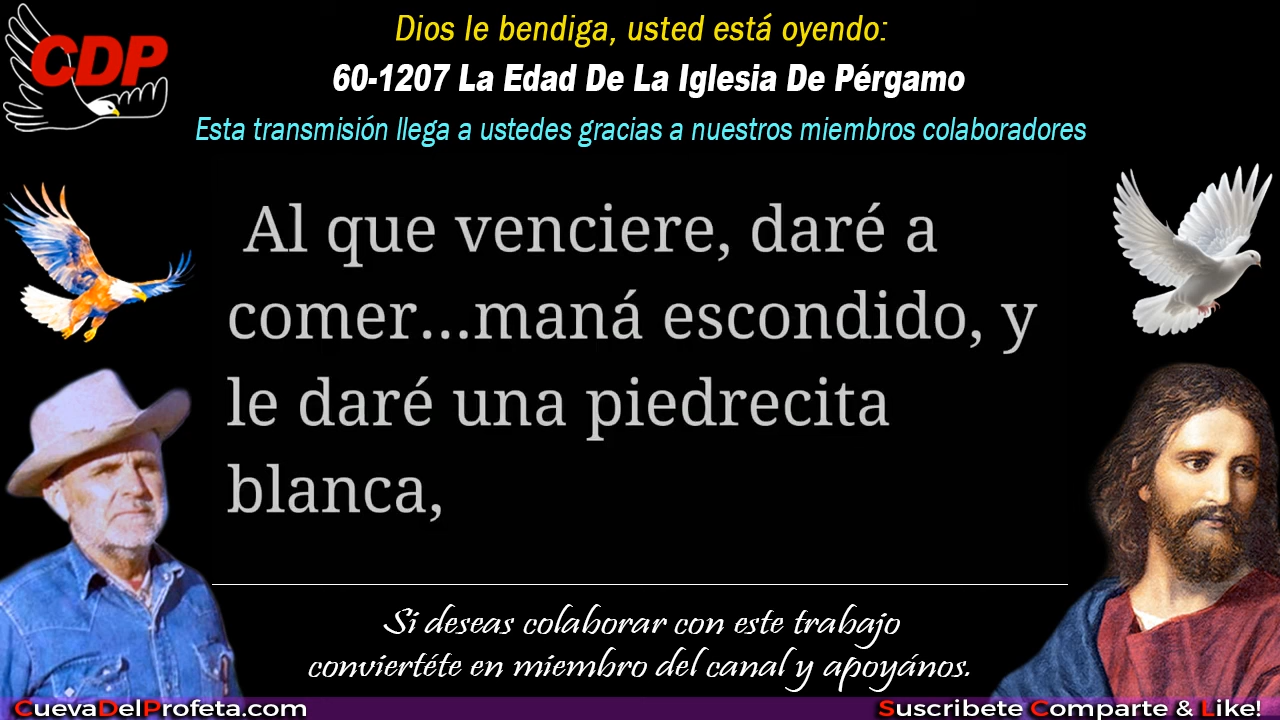 CDP
Dios le bendiga, usted está oyendo:
60-1207 La Edad De La Iglesia De Pérgamo
Esta transmisión llega a ustedes gracias a nuestros miembros colaboradores
Al que venciere, daré a
comer...maná escondido, y
le daré una piedrecita
blanca,
Si deseas colaborar con este trabajo
conviertéte en miembro del canal y apoyános.
CuevaDelProfeta.com
Suscribete Comparte & Like!